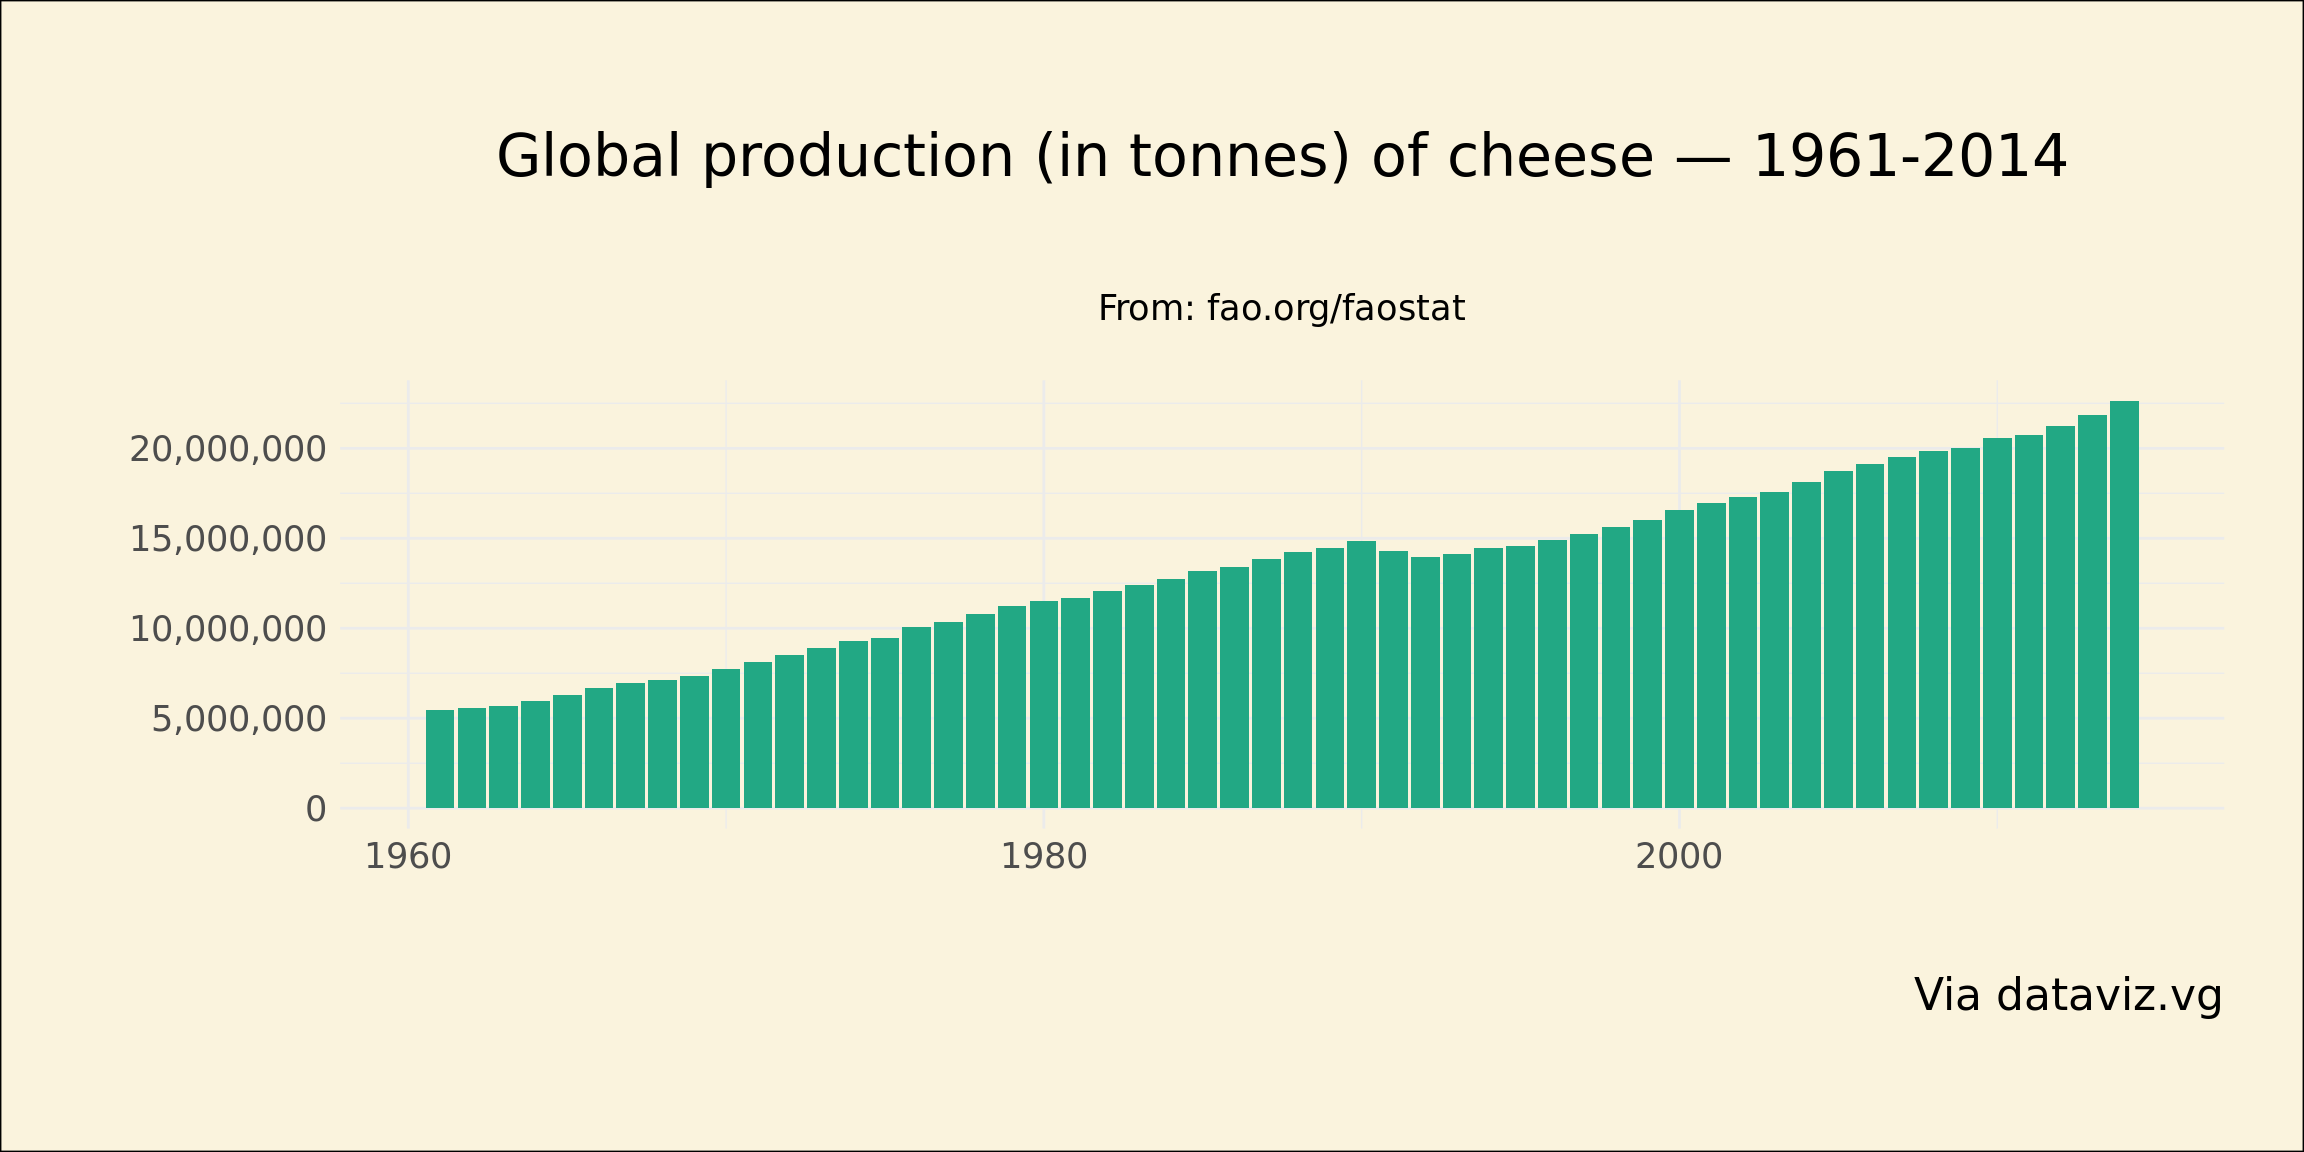 Global production (in tonnes) of cheese — 1961-2014
From: fao.org/faostat
20,000,000
15,000,000
10,000,000
5,000,000
0
1960 1980 2000
Via dataviz.vg